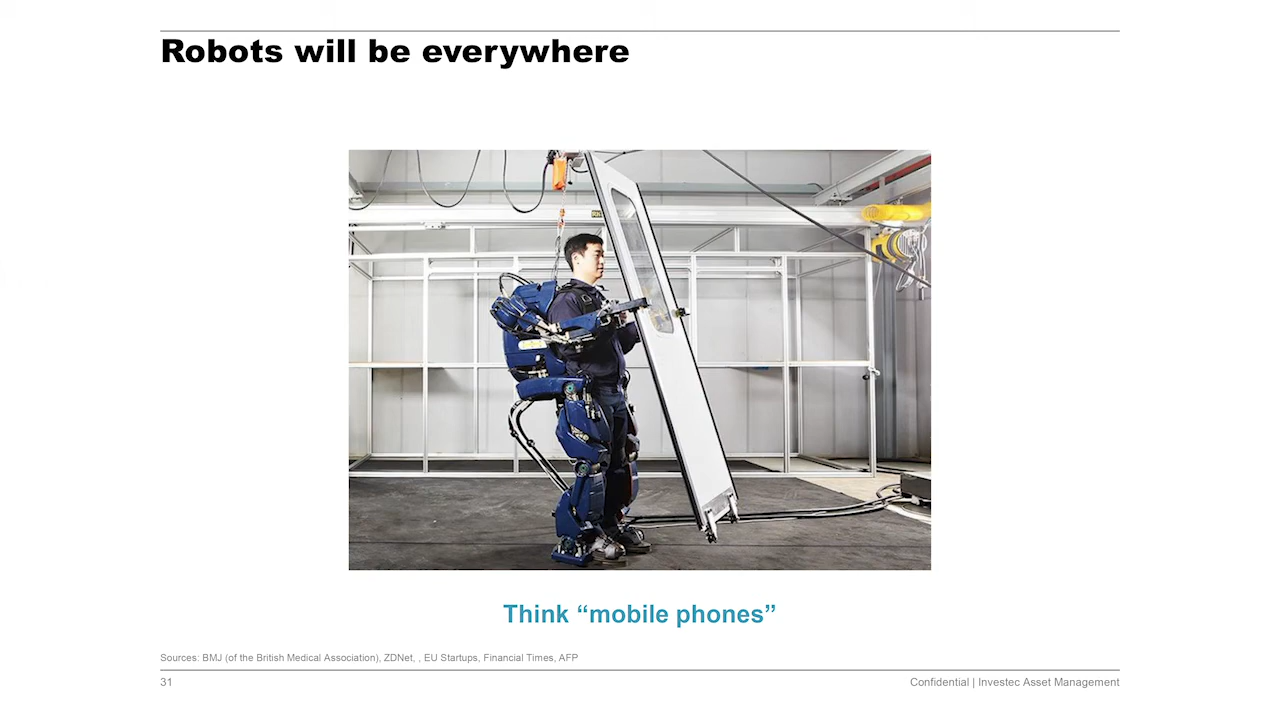 Robots will be everywhere
Think “mobile phones”
Sources: BMJ (of the British Medical Association), ZDNet, , EU Startups, Financial Times, AFP
31
Confidential | Investec Asset Management